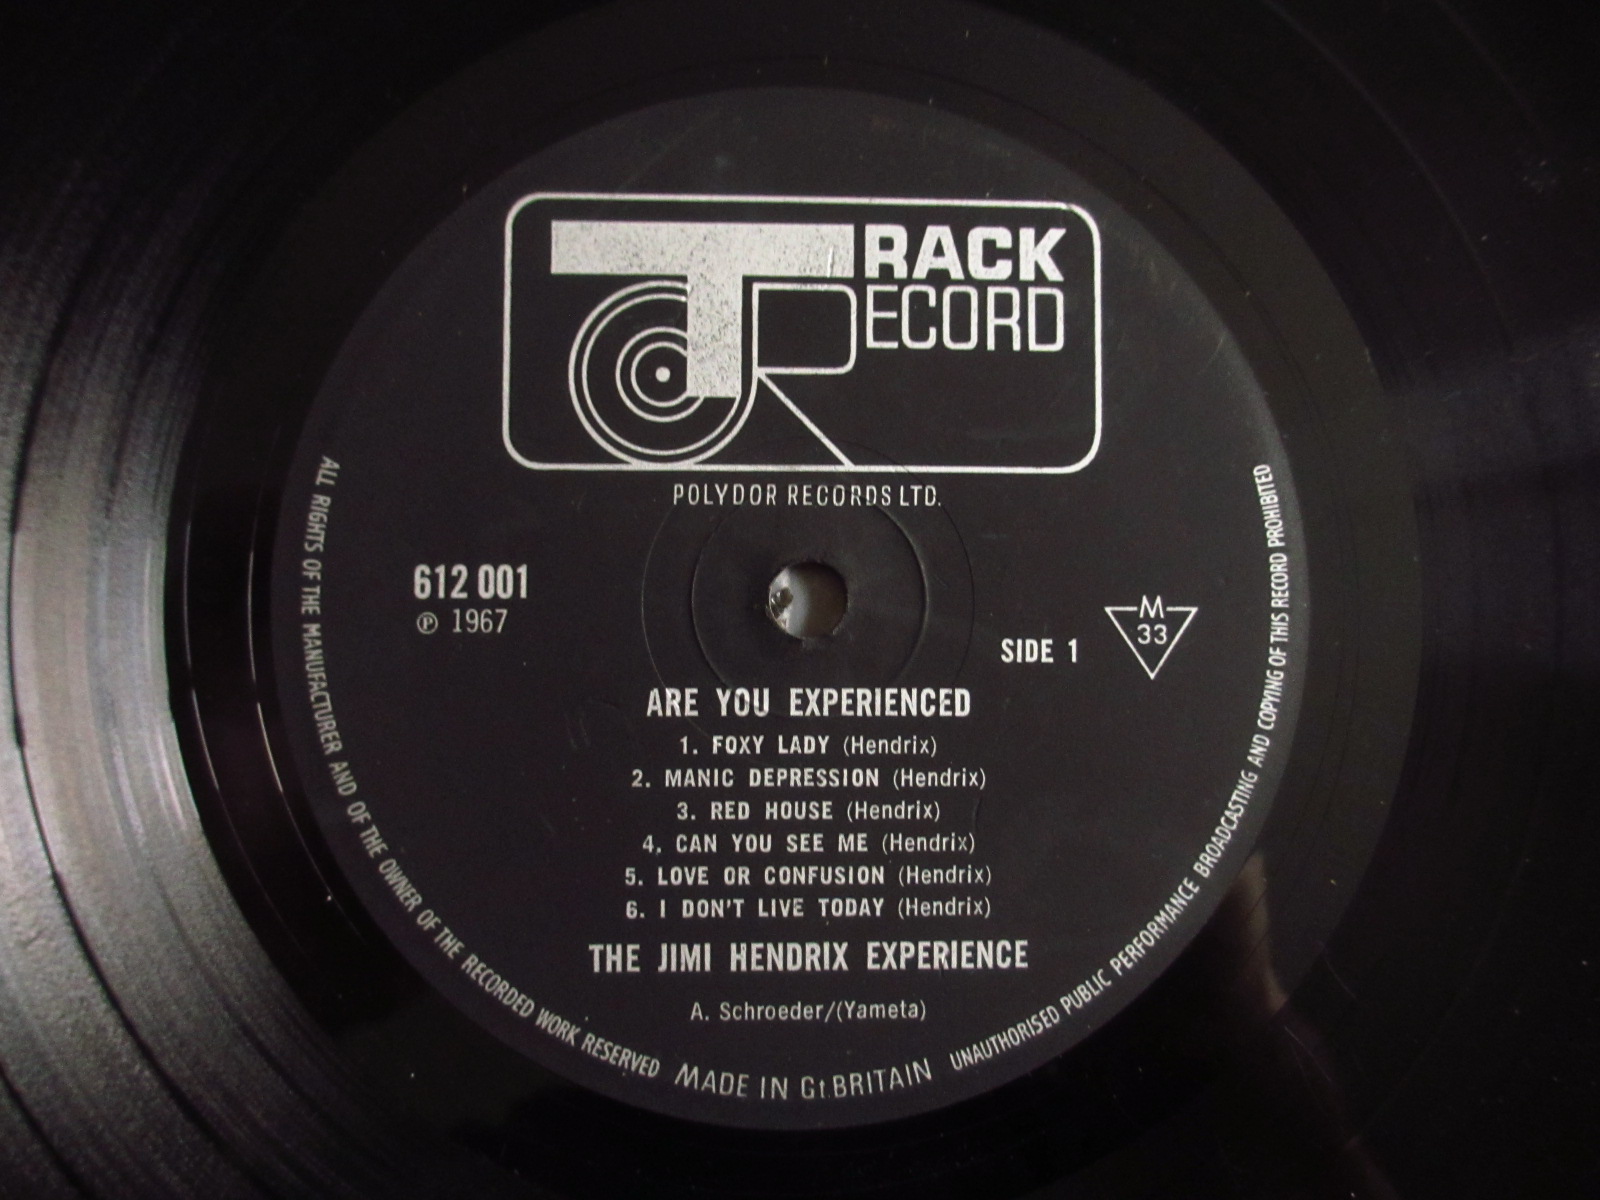 TRACK
RECORD
POLYDOR RECORDS LTD.
612 001
℗ 1967
SIDE 1
M
33
ARE YOU EXPERIENCED
1. FOXY LADY (Hendrix)
2. MANIC DEPRESSION (Hendrix)
3. RED HOUSE (Hendrix)
4. CAN YOU SEE ME (Hendrix)
5. LOVE OR CONFUSION (Hendrix)
6. I DON'T LIVE TODAY (Hendrix)
THE JIMI HENDRIX EXPERIENCE
A. Schroeder/(Yameta)
ALL RIGHTS OF THE MANUFACTURER AND OF THE OWNER OF THE RECORDED WORK RESERVED
MADE IN Gt. BRITAIN
UNAUTHORISED PUBLIC PERFORMANCE BROADCASTING AND COPYING OF THIS RECORD PROHIBITED